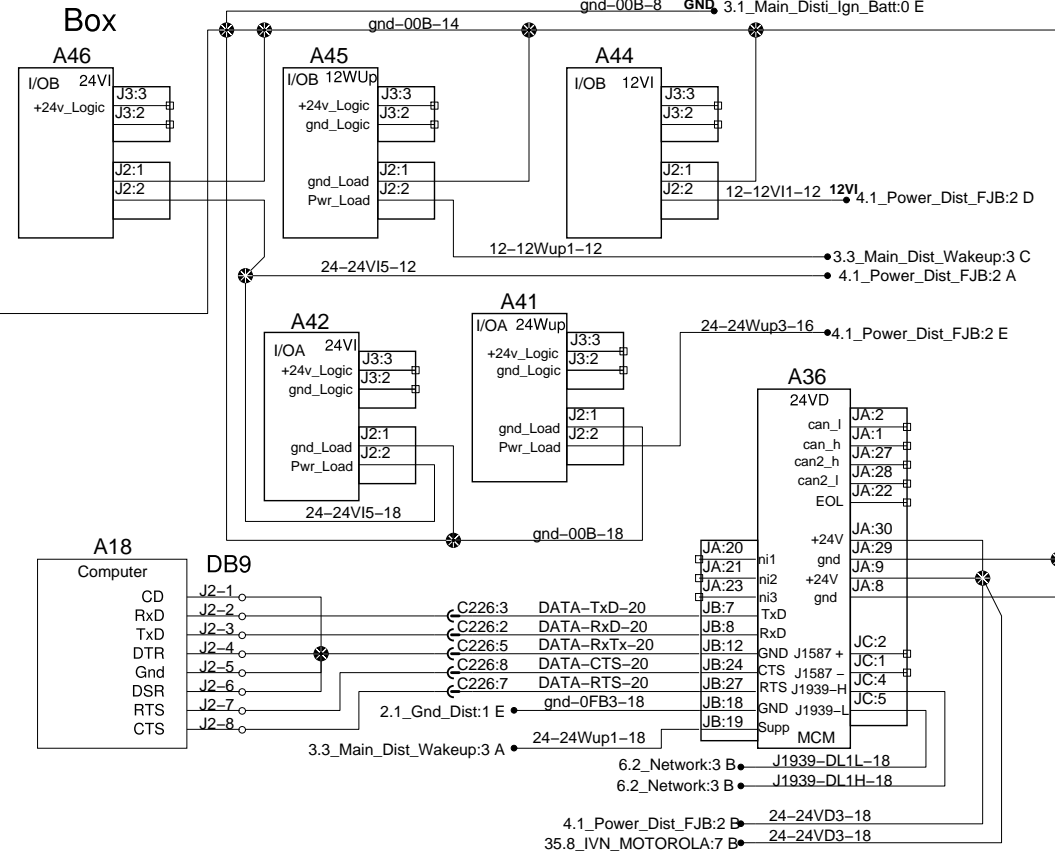 gnd-00B-8 GND 3.1_Main_Disti_Ign_Batt:0 E
Box
gnd-00B-14
A46
I/OB 24VI
+24v_Logic
J3:3
J3:2
J2:1
J2:2
A45
I/OB 12WUp
+24v_Logic
gnd_Logic
gnd_Load
Pwr_Load
J3:3
J3:2
J2:1
J2:2
A44
I/OB 12VI
J3:3
J3:2
J2:1
J2:2
12-12VI1-12 12VI 4.1_Power_Dist_FJB:2 D
12-12Wup1-12 3.3_Main_Dist_Wakeup:3 C
24-24VI5-12 4.1_Power_Dist_FJB:2 A
A42
I/OA 24VI
+24v_Logic
gnd_Logic
gnd_Load
Pwr_Load
J3:3
J3:2
J2:1
J2:2
24-24VI5-18
A41
I/OA 24Wup
+24v_Logic
gnd_Logic
gnd_Load
Pwr_Load
J3:3
J3:2
J2:1
J2:2
24-24Wup3-16 4.1_Power_Dist_FJB:2 E
gnd-00B-18
A36
24VD
can_l JA:2
can_h JA:1
can2_h JA:27
can2_l JA:28
EOL JA:22
+24V JA:30
gnd JA:29
+24V JA:9
gnd JA:8
J1587 + JC:2
J1587 - JC:1
J1939-H JC:4
J1939-L JC:5
MCM
JA:20 ni1
JA:21 ni2
JA:23 ni3
JB:7 TxD
JB:8 RxD
JB:12 GND
JB:24 CTS
JB:27 RTS
JB:18 GND
JB:19 Supp
A18
Computer
DB9
CD J2-1
RxD J2-2
TxD J2-3
DTR J2-4
Gnd J2-5
DSR J2-6
RTS J2-7
CTS J2-8
C226:3 DATA-TxD-20
C226:2 DATA-RxD-20
C226:5 DATA-RxTx-20
C226:8 DATA-CTS-20
C226:7 DATA-RTS-20
2.1_Gnd_Dist:1 E gnd-0FB3-18
3.3_Main_Dist_Wakeup:3 A 24-24Wup1-18
6.2_Network:3 B J1939-DL1L-18
6.2_Network:3 B J1939-DL1H-18
4.1_Power_Dist_FJB:2 B 24-24VD3-18
35.8_IVN_MOTOROLA:7 B 24-24VD3-18